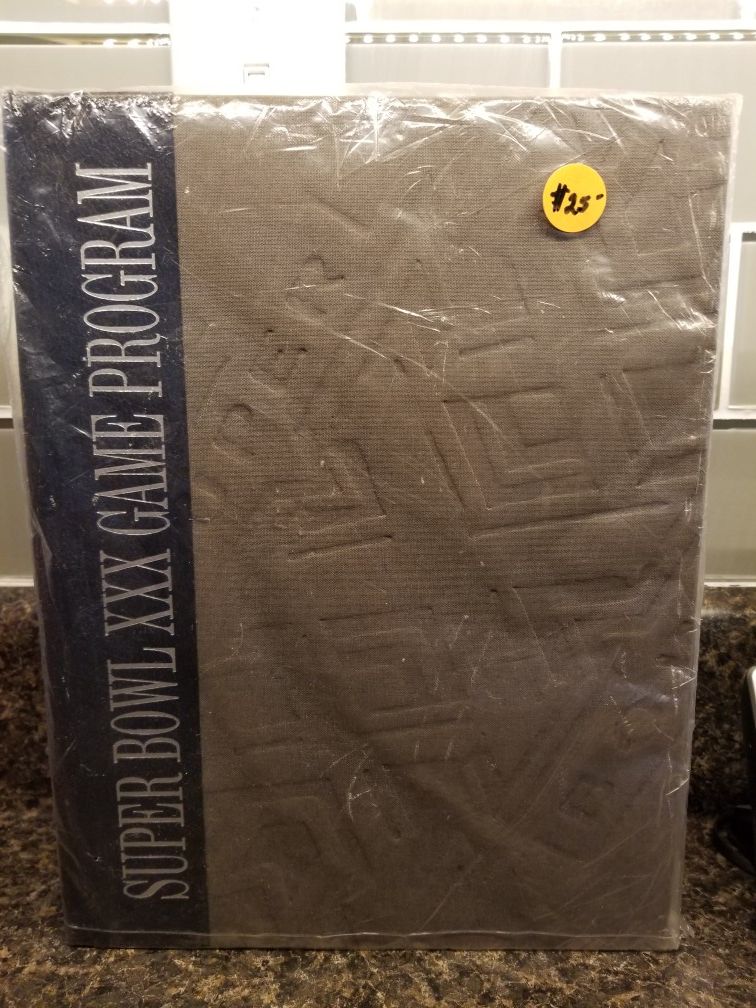 SUPER BOWL XXX GAME PROGRAM
#25-